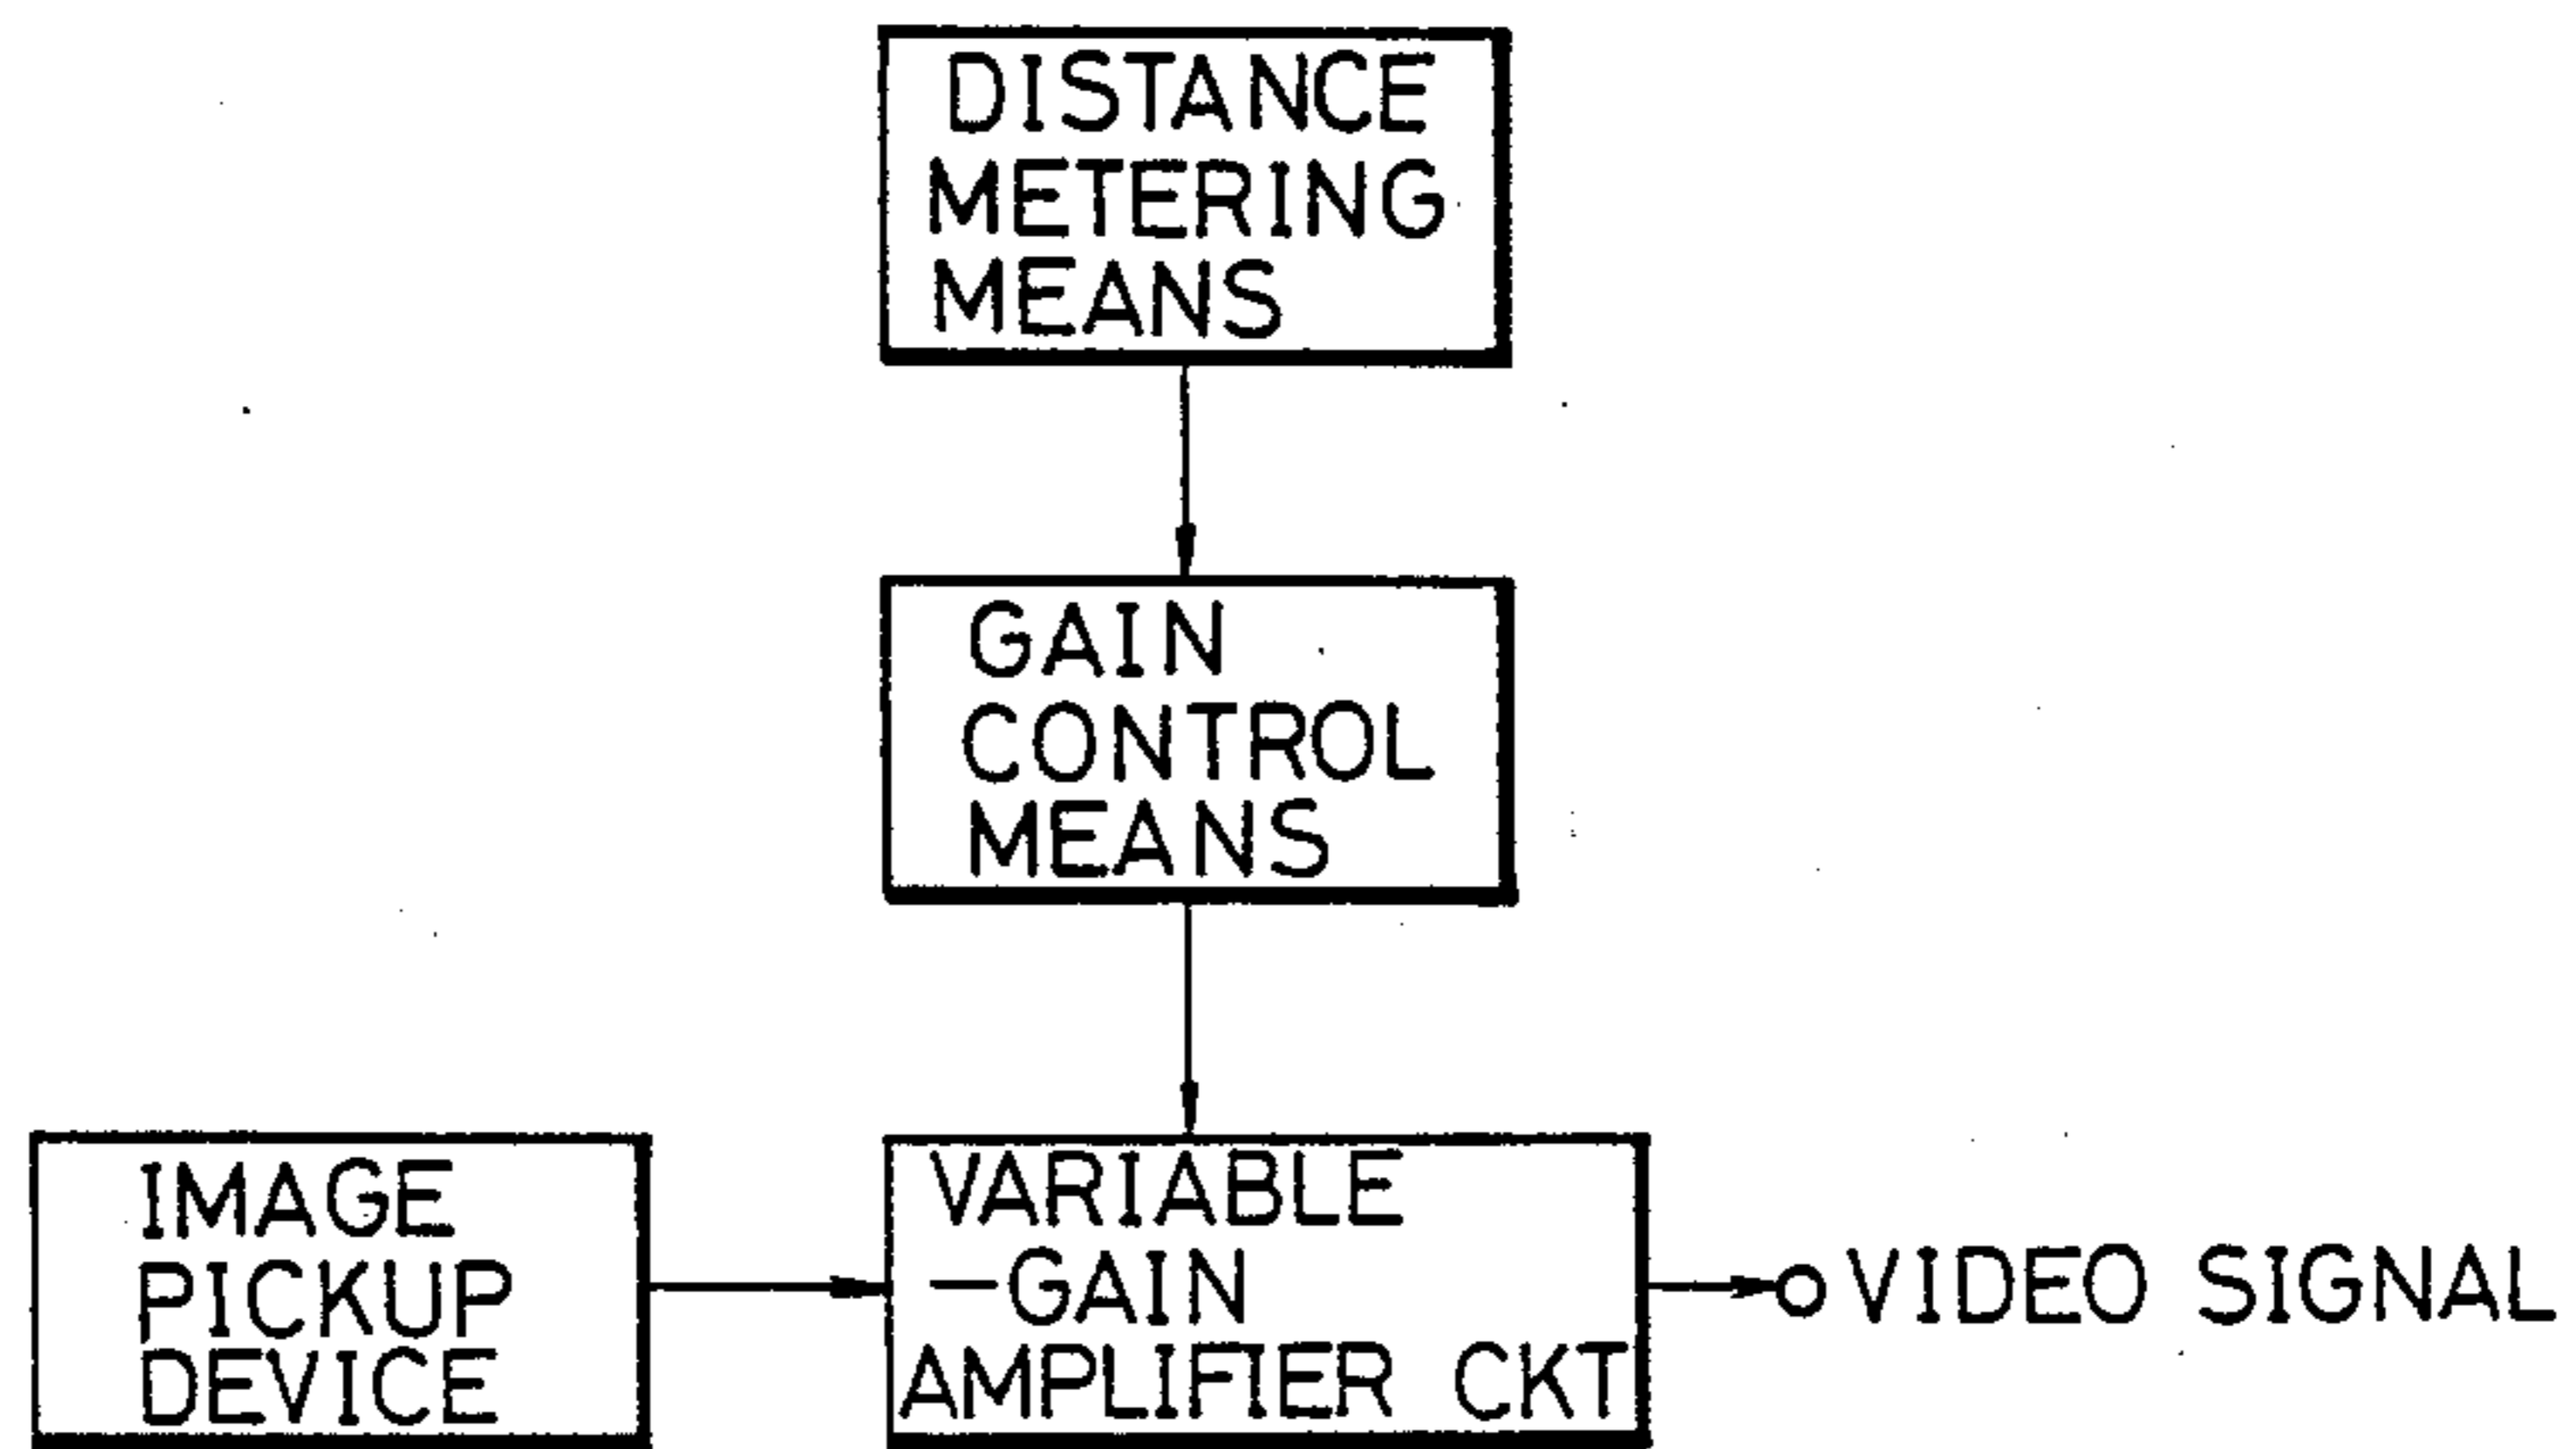 DISTANCE
METERING
MEANS
GAIN
CONTROL
MEANS
IMAGE
PICKUP
DEVICE
VARIABLE
-GAIN
AMPLIFIER CKT
VIDEO SIGNAL